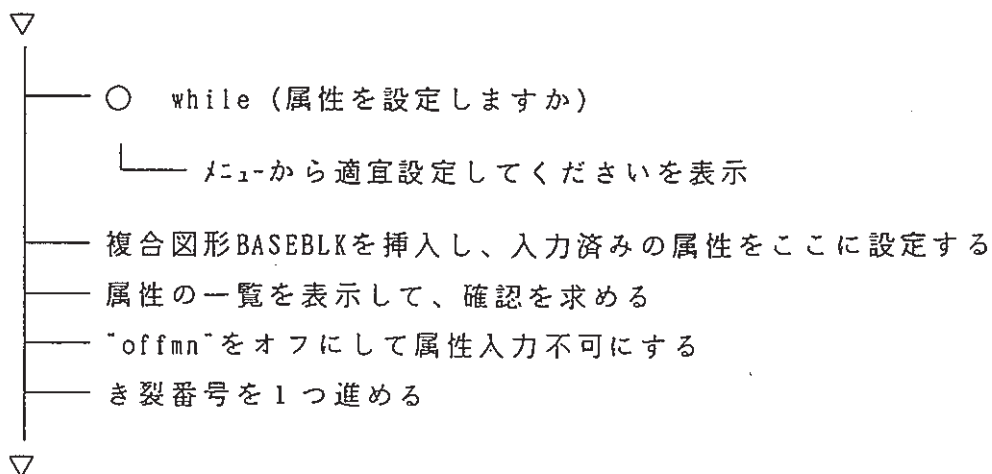 ○ while (属性を設定しますか)
ﾒﾆｭｰから適宜設定してくださいを表示
複合図形BASEBLKを挿入し、入力済みの属性をここに設定する
属性の一覧を表示して、確認を求める
"offmn"をオフにして属性入力不可にする
き裂番号を1つ進める